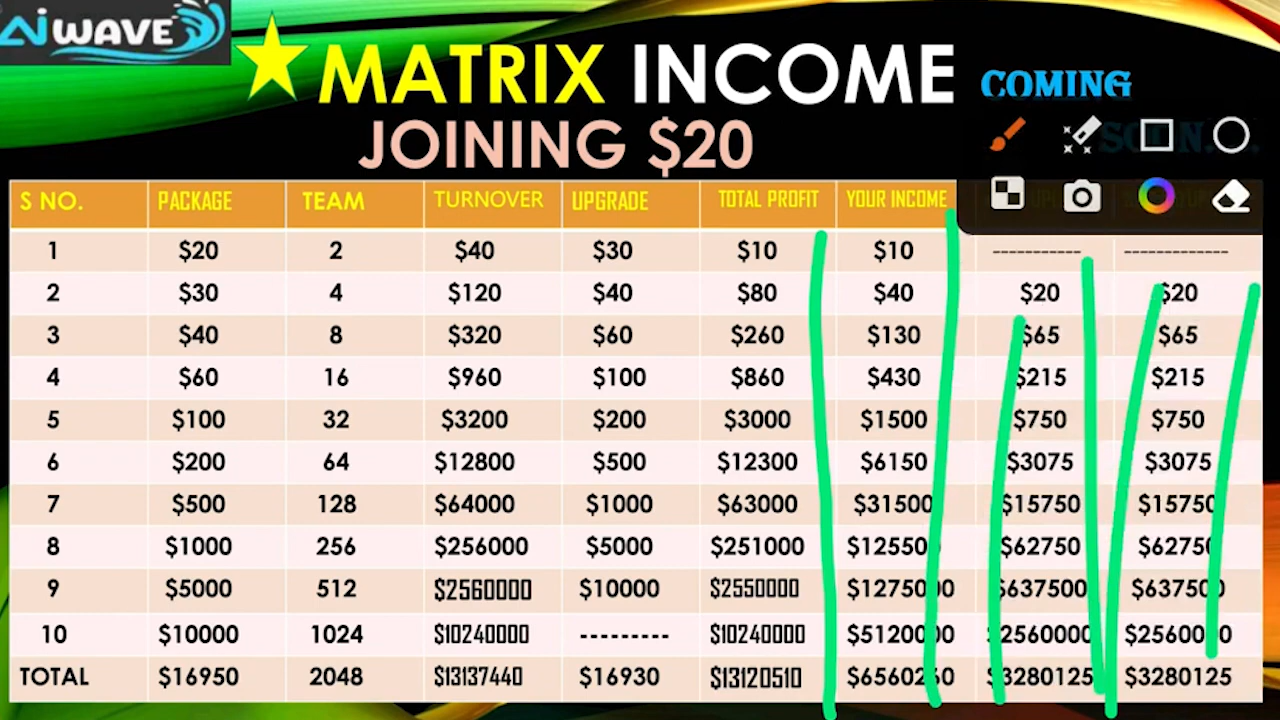 AiWAVE
MATRIX INCOME
COMING
JOINING $20
S NO. PACKAGE TEAM TURNOVER UPGRADE TOTAL PROFIT YOUR INCOME
1 $20 2 $40 $30 $10 $10 ----------- -------------
2 $30 4 $120 $40 $80 $40 $20 $20
3 $40 8 $320 $60 $260 $130 $65 $65
4 $60 16 $960 $100 $860 $430 $215 $215
5 $100 32 $3200 $200 $3000 $1500 $750 $750
6 $200 64 $12800 $500 $12300 $6150 $3075 $3075
7 $500 128 $64000 $1000 $63000 $31500 $15750 $15750
8 $1000 256 $256000 $5000 $251000 $125500 $62750 $62750
9 $5000 512 $2560000 $10000 $2550000 $1275000 $637500 $637500
10 $10000 1024 $10240000 --------- $10240000 $5120000 $2560000 $2560000
TOTAL $16950 2048 $13137440 $16930 $13120510 $6560260 $3280125 $3280125